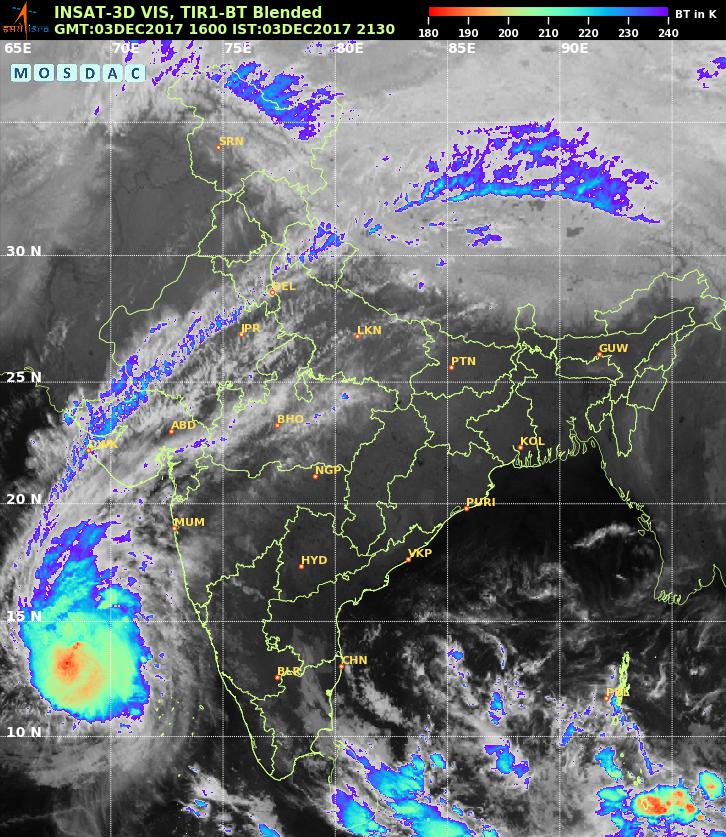 INSAT-3D VIS, TIR1-BT Blended
GMT:03DEC2017 1600 IST:03DEC2017 2130
BT in K
180 190 200 210 220 230 240
65E 70E 75E 80E 85E 90E
M O S D A C
SRN
30 N
DEL
JPR
LKN
GUW
PTN
25 N
ABD
BHO
KOL
DWK
NGP
20 N
PURI
MUM
VKP
HYD
15 N
CHN
BLR
PBL
10 N